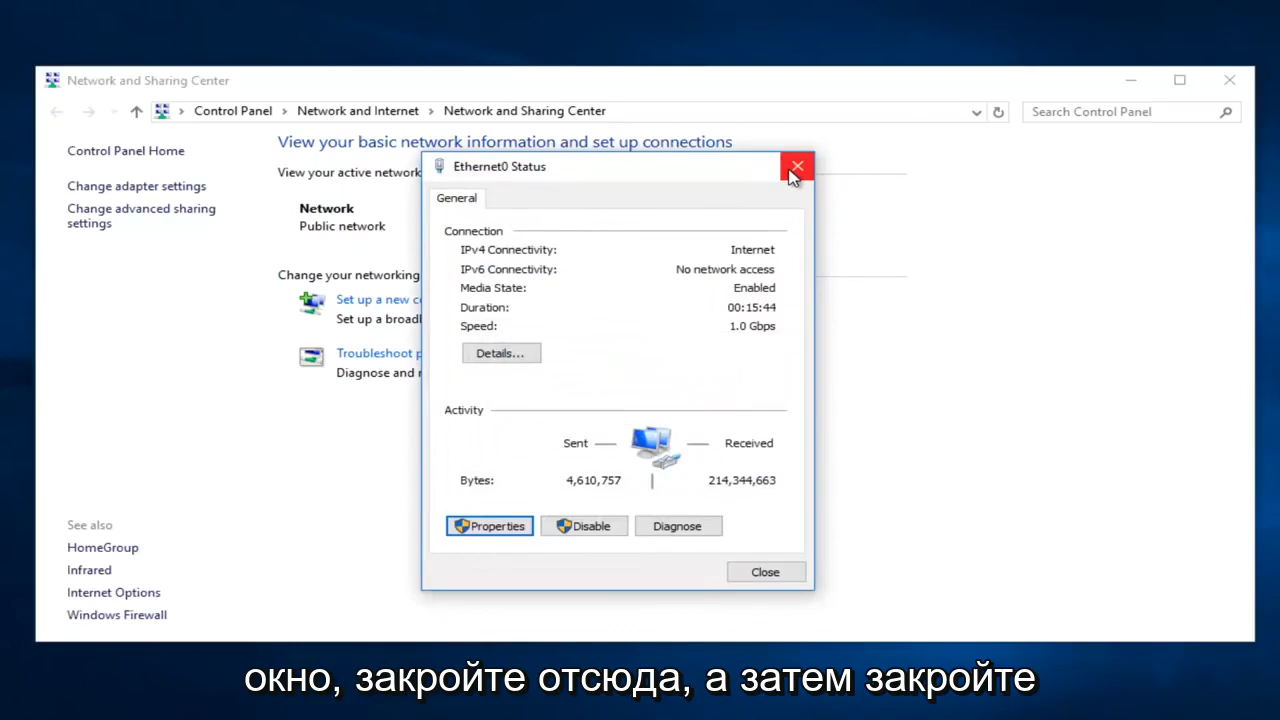 Network and Sharing Center
Control Panel > Network and Internet > Network and Sharing Center
Search Control Panel
Control Panel Home
Change adapter settings
Change advanced sharing
settings
View your basic network information and set up connections
View your active network
Network
Public network
Change your networking
Set up a new c
Set up a broad
Troubleshoot p
Diagnose and r
Ethernet0 Status
General
Connection
IPv4 Connectivity: Internet
IPv6 Connectivity: No network access
Media State: Enabled
Duration: 00:15:44
Speed: 1.0 Gbps
Details...
Activity
Sent Received
Bytes: 4,610,757 214,344,663
Properties Disable Diagnose
Close
See also
HomeGroup
Infrared
Internet Options
Windows Firewall
окно, закройте отсюда, а затем закройте